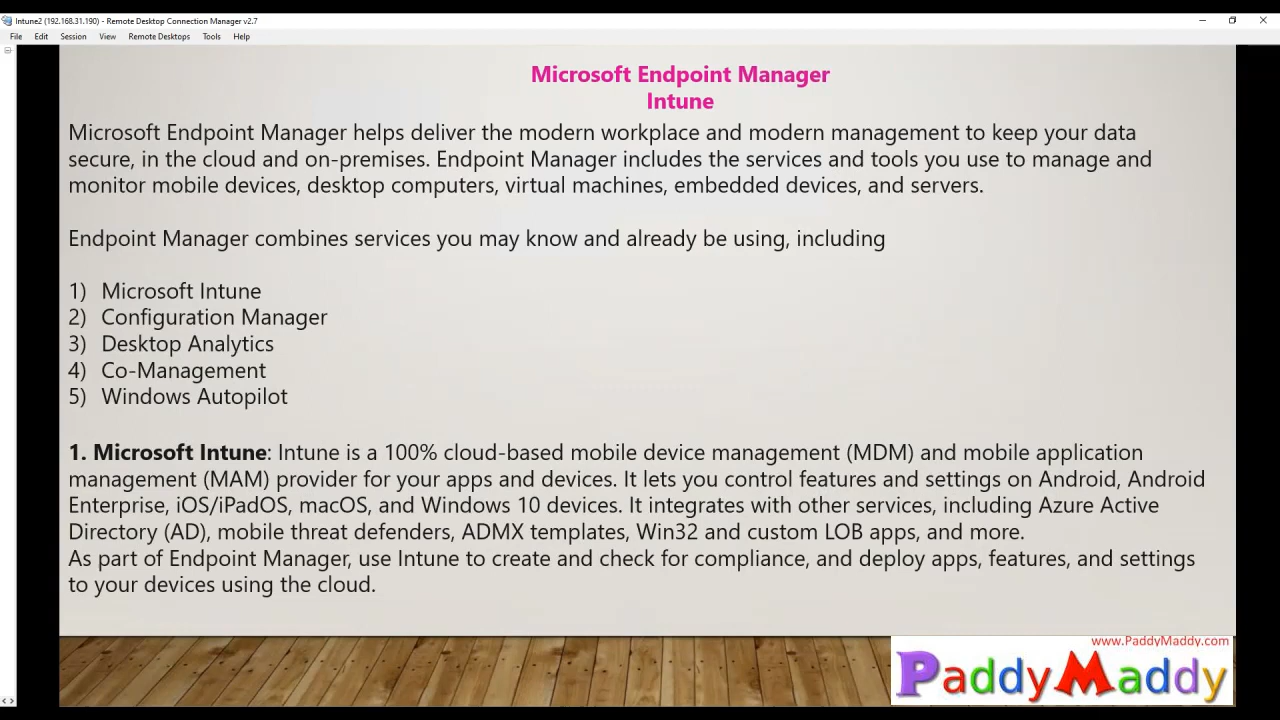 Intune2 (192.168.31.190) - Remote Desktop Connection Manager v2.7
File Edit Session View Remote Desktops Tools Help
Microsoft Endpoint Manager
Intune
Microsoft Endpoint Manager helps deliver the modern workplace and modern management to keep your data
secure, in the cloud and on-premises. Endpoint Manager includes the services and tools you use to manage and
monitor mobile devices, desktop computers, virtual machines, embedded devices, and servers.
Endpoint Manager combines services you may know and already be using, including
1) Microsoft Intune
2) Configuration Manager
3) Desktop Analytics
4) Co-Management
5) Windows Autopilot
1. Microsoft Intune: Intune is a 100% cloud-based mobile device management (MDM) and mobile application
management (MAM) provider for your apps and devices. It lets you control features and settings on Android, Android
Enterprise, iOS/iPadOS, macOS, and Windows 10 devices. It integrates with other services, including Azure Active
Directory (AD), mobile threat defenders, ADMX templates, Win32 and custom LOB apps, and more.
As part of Endpoint Manager, use Intune to create and check for compliance, and deploy apps, features, and settings
to your devices using the cloud.
www.PaddyMaddy.com
PaddyMaddy